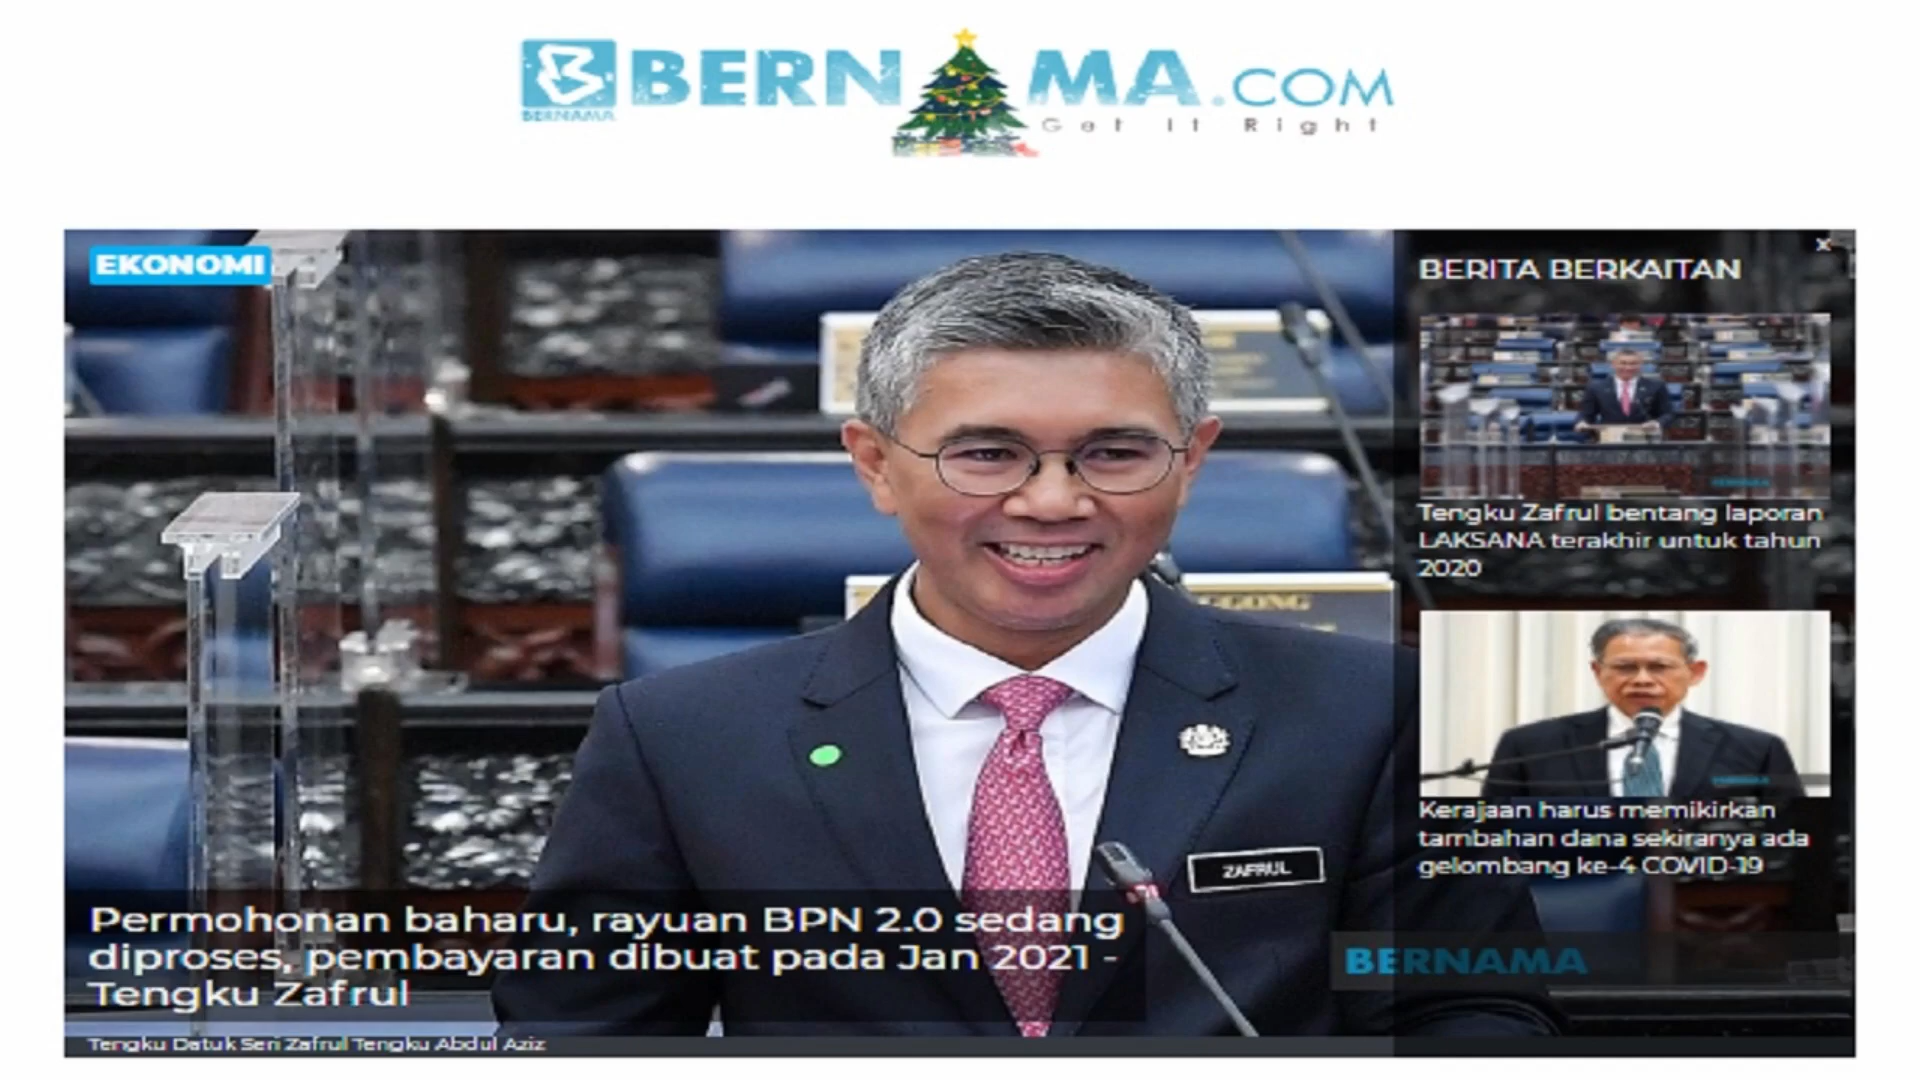 BERNAMA
BERNAMA.COM
Get It Right
EKONOMI
ZAFRUL
Permohonan baharu, rayuan BPN 2.0 sedang
diproses, pembayaran dibuat pada Jan 2021 -
Tengku Zafrul
BERNAMA
Tengku Datuk Seri Zafrul Tengku Abdul Aziz
x
BERITA BERKAITAN
BERNAMA
Tengku Zafrul bentang laporan
LAKSANA terakhir untuk tahun
2020
BERNAMA
Kerajaan harus memikirkan
tambahan dana sekiranya ada
gelombang ke-4 COVID-19